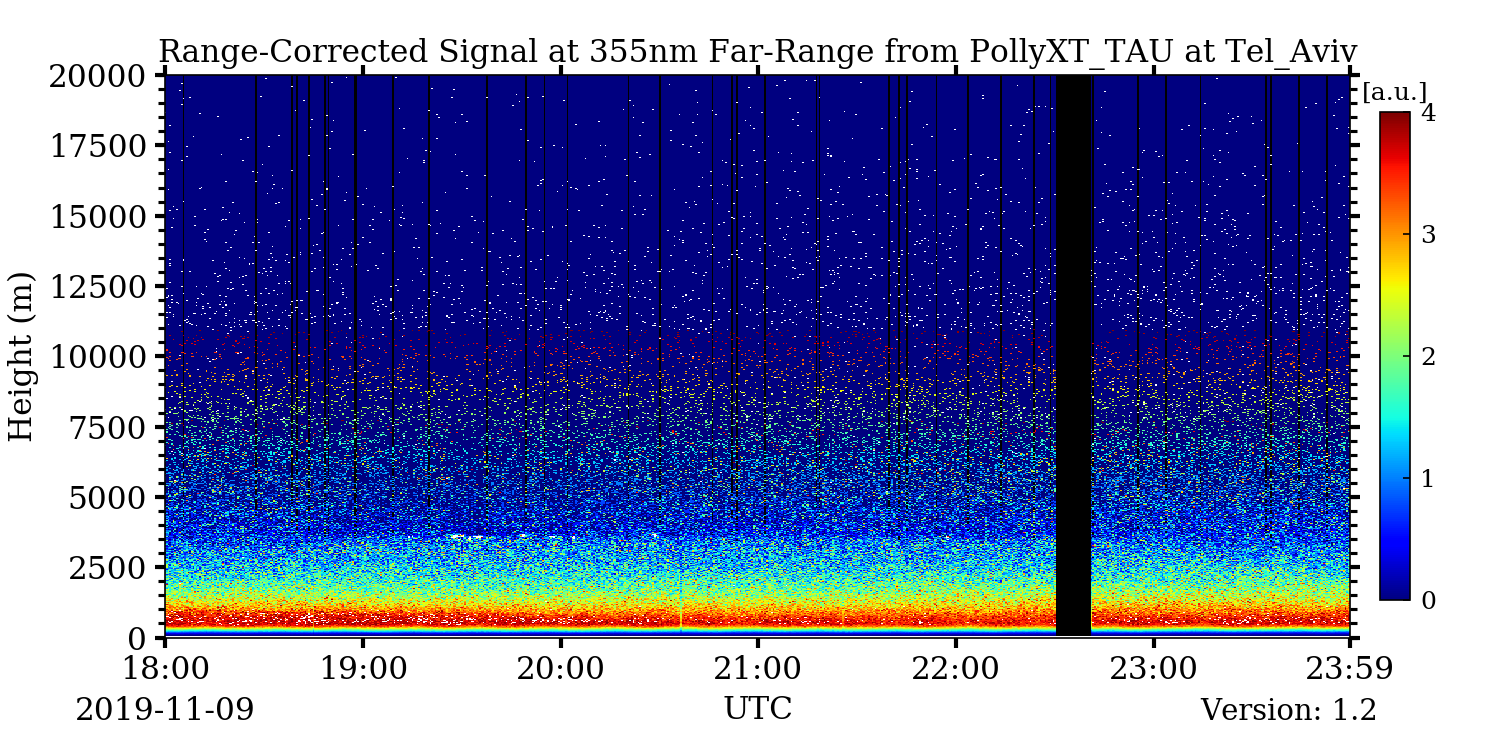 Range-Corrected Signal at 355nm Far-Range from PollyXT_TAU at Tel_Aviv
[a.u.]
20000
17500
15000
12500
10000
7500
5000
2500
0
Height (m)
4
3
2
1
0
18:00 19:00 20:00 21:00 22:00 23:00 23:59
2019-11-09 UTC Version: 1.2